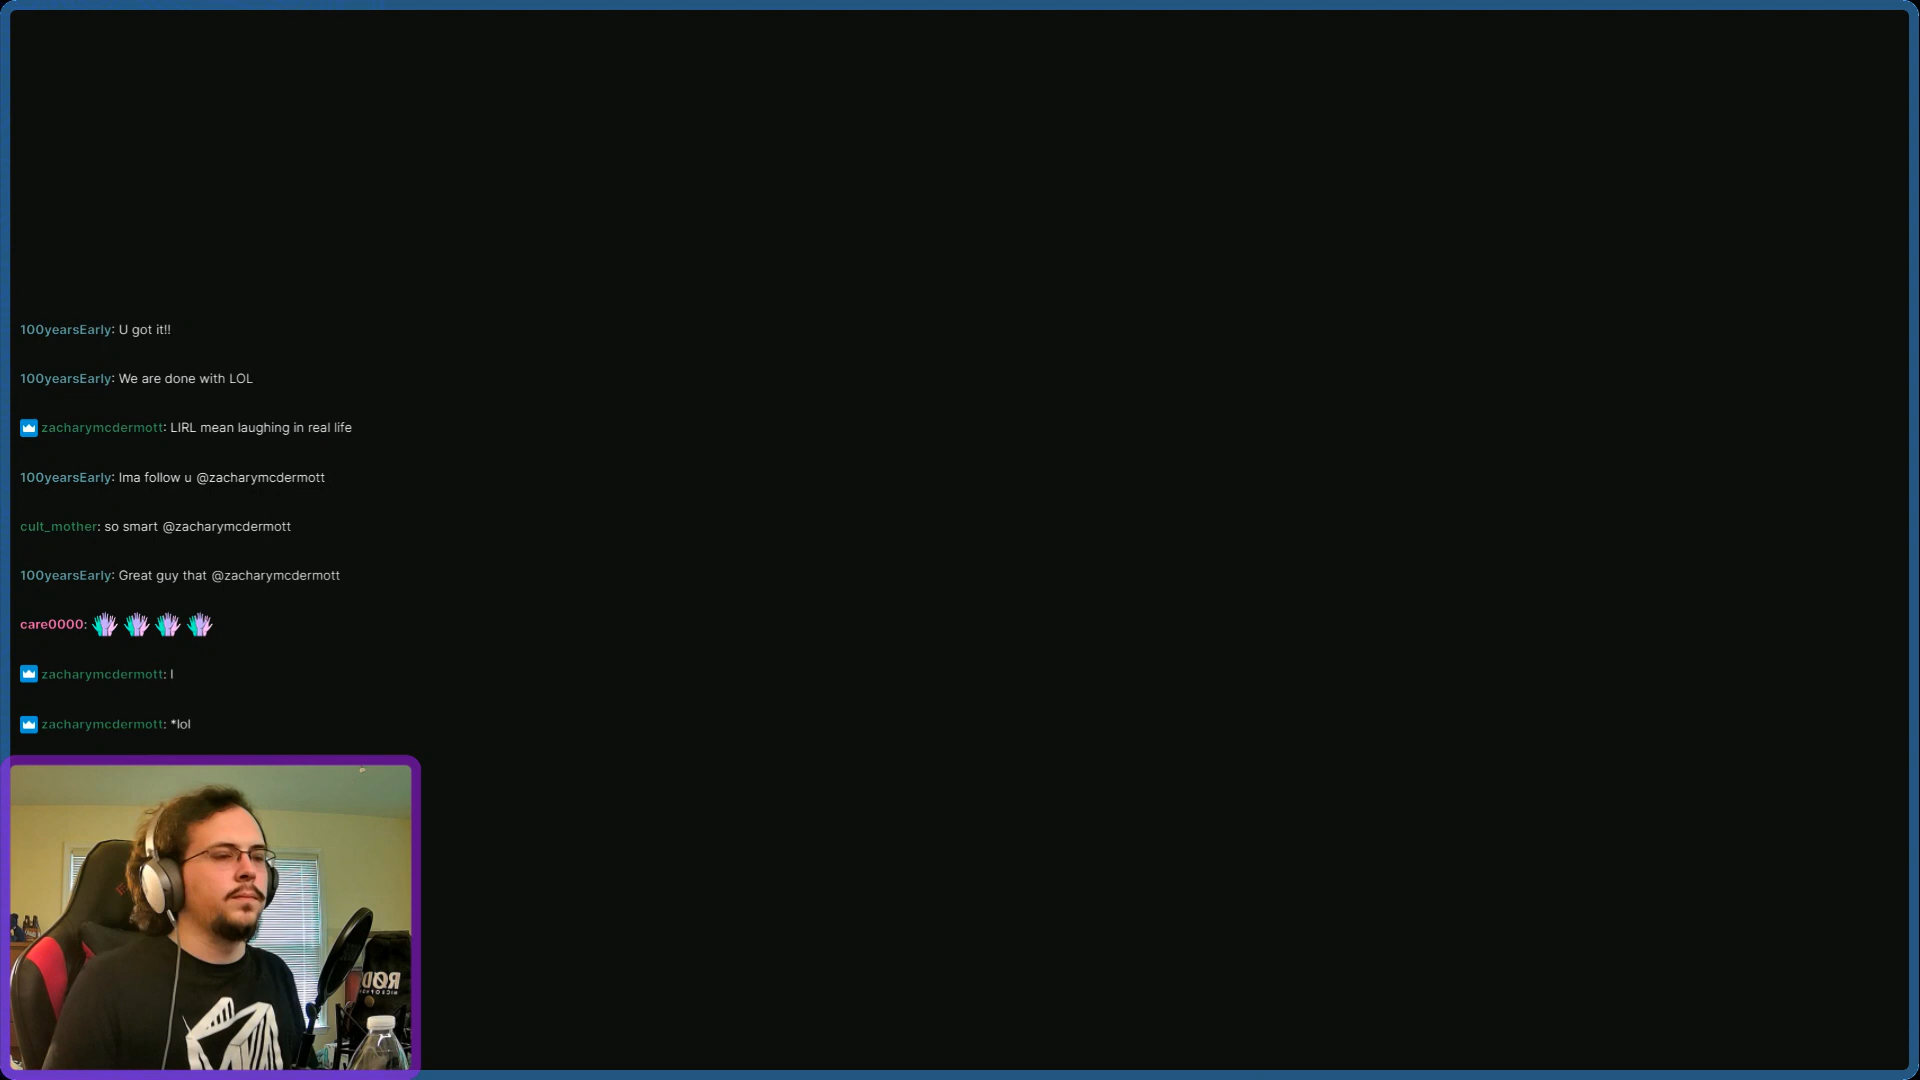 100yearsEarly: U got it!!
100yearsEarly: We are done with LOL
zacharymcdermott: LIRL mean laughing in real life
100yearsEarly: Ima follow u @zacharymcdermott
cult_mother: so smart @zacharymcdermott
100yearsEarly: Great guy that @zacharymcdermott
care0000:
zacharymcdermott: l
zacharymcdermott: *lol